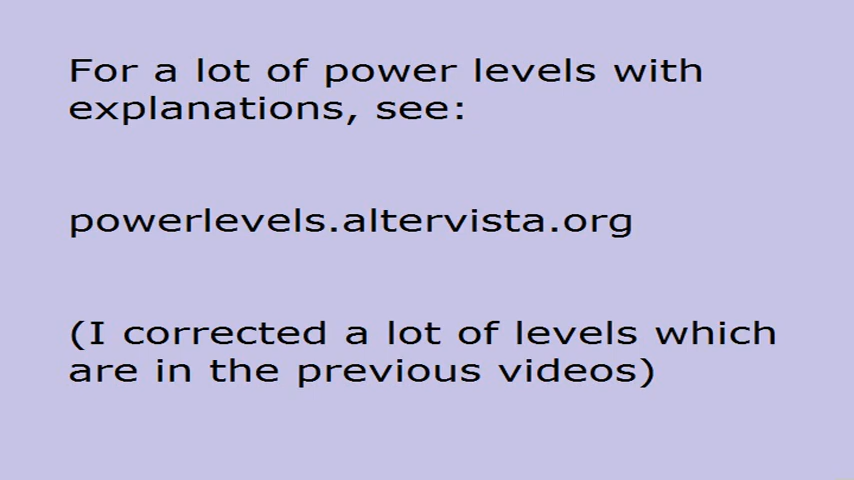 For a lot of power levels with
explanations, see:
powerlevels.altervista.org
(I corrected a lot of levels which
are in the previous videos)